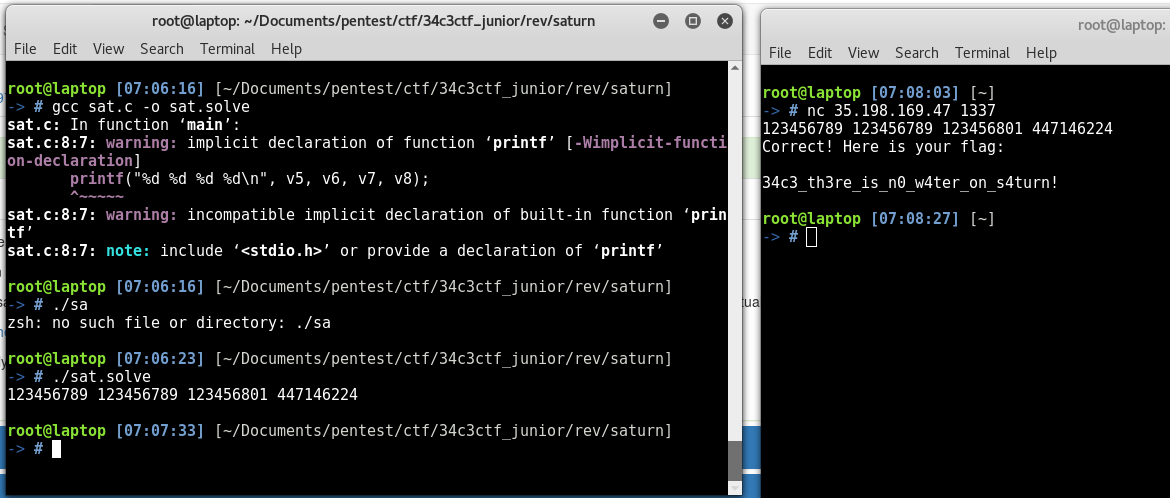 root@laptop: ~/Documents/pentest/ctf/34c3ctf_junior/rev/saturn
File Edit View Search Terminal Help
root@laptop [07:06:16] [~/Documents/pentest/ctf/34c3ctf_junior/rev/saturn]
-> # gcc sat.c -o sat.solve
sat.c: In function ‘main’:
sat.c:8:7: warning: implicit declaration of function ‘printf’ [-Wimplicit-functi
on-declaration]
printf("%d %d %d %d\n", v5, v6, v7, v8);
^~~~~~
sat.c:8:7: warning: incompatible implicit declaration of built-in function ‘prin
tf’
sat.c:8:7: note: include ‘<stdio.h>’ or provide a declaration of ‘printf’
root@laptop [07:06:16] [~/Documents/pentest/ctf/34c3ctf_junior/rev/saturn]
-> # ./sa
zsh: no such file or directory: ./sa
root@laptop [07:06:23] [~/Documents/pentest/ctf/34c3ctf_junior/rev/saturn]
-> # ./sat.solve
123456789 123456789 123456801 447146224
root@laptop [07:07:33] [~/Documents/pentest/ctf/34c3ctf_junior/rev/saturn]
-> #
root@laptop:
File Edit View Search Terminal Help
root@laptop [07:08:03] [~]
-> # nc 35.198.169.47 1337
123456789 123456789 123456801 447146224
Correct! Here is your flag:
34c3_th3re_is_n0_w4ter_on_s4turn!
root@laptop [07:08:27] [~]
-> #